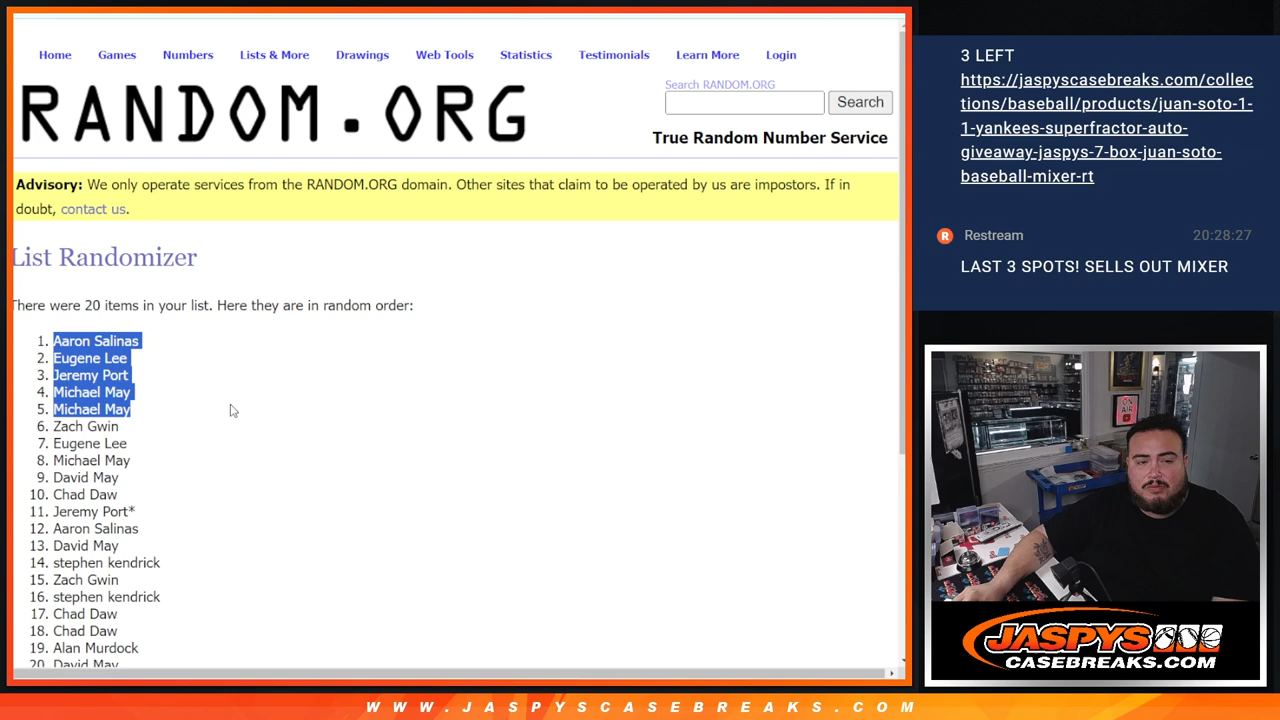 Home Games Numbers Lists & More Drawings Web Tools Statistics Testimonials Learn More Login
RANDOM.ORG
Search RANDOM.ORG
Search
True Random Number Service
Advisory: We only operate services from the RANDOM.ORG domain. Other sites that claim to be operated by us are impostors. If in
doubt, contact us.
List Randomizer
There were 20 items in your list. Here they are in random order:
1. Aaron Salinas
2. Eugene Lee
3. Jeremy Port
4. Michael May
5. Michael May
6. Zach Gwin
7. Eugene Lee
8. Michael May
9. David May
10. Chad Daw
11. Jeremy Port*
12. Aaron Salinas
13. David May
14. stephen kendrick
15. Zach Gwin
16. stephen kendrick
17. Chad Daw
18. Chad Daw
19. Alan Murdock
20. David May
3 LEFT
https://jaspyscasebreaks.com/collec
tions/baseball/products/juan-soto-1-
1-yankees-superfractor-auto-
giveaway-jaspys-7-box-juan-soto-
baseball-mixer-rt
R Restream 20:28:27
LAST 3 SPOTS! SELLS OUT MIXER
ON
AIR
JASPYS
CASEBREAKS.COM
WWW.JASPYSCASEBREAKS.COM